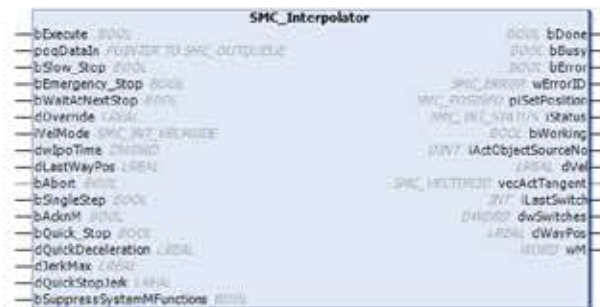 SMC_Interpolator
bExecute BOOL BOOL bDone
poqDataIn POINTER TO SMC_OUTQUEUE BOOL bBusy
bSlow_Stop BOOL BOOL bError
bEmergency_Stop BOOL SMC_ERROR wErrorID
bWaitAtNextStop BOOL SMC_POSINFO piSetPosition
dOverride LREAL SMC_INT_STATUS iStatus
iVelMode SMC_INT_VELMODE BOOL bWorking
dwIpoTime DWORD UINT iActObjectSourceNo
dLastWayPos LREAL LREAL dVel
bAbort BOOL SMC_VECTOR3D vecActTangent
bSingleStep BOOL INT iLastSwitch
bAcknM BOOL DWORD dwSwitches
bQuick_Stop BOOL LREAL dWayPos
dQuickDeceleration LREAL WORD wM
dJerkMax LREAL
dQuickStopJerk LREAL
bSuppressSystemMFunctions BOOL